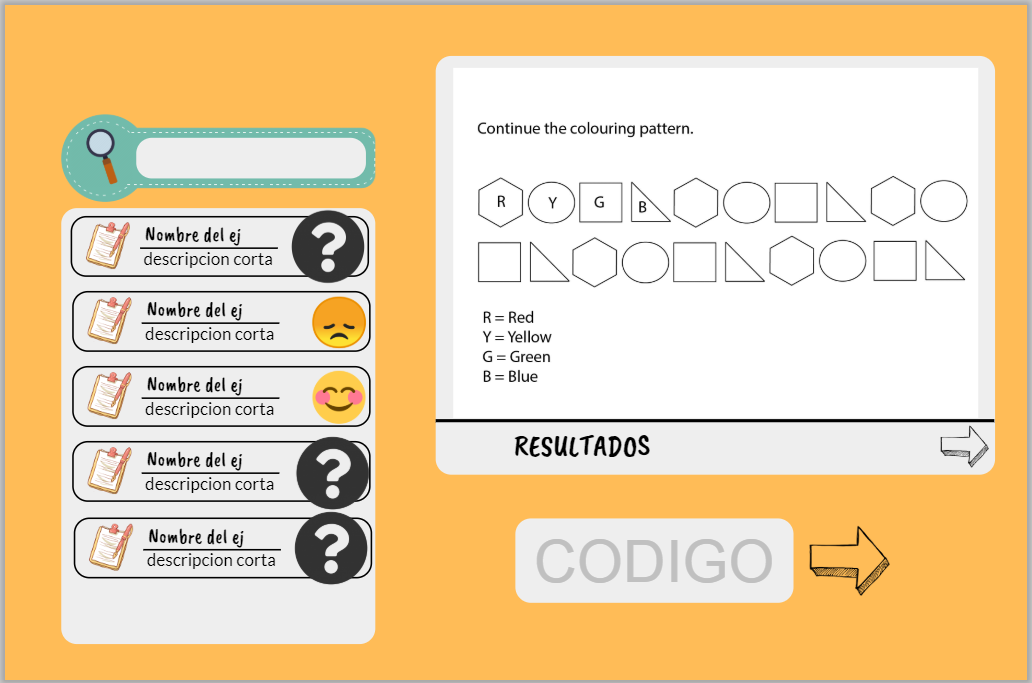 Nombre del ej
descripcion corta
Nombre del ej
descripcion corta
Nombre del ej
descripcion corta
Nombre del ej
descripcion corta
Nombre del ej
descripcion corta
Continue the colouring pattern.
R Y G B
R = Red
Y = Yellow
G = Green
B = Blue
RESULTADOS
CODIGO